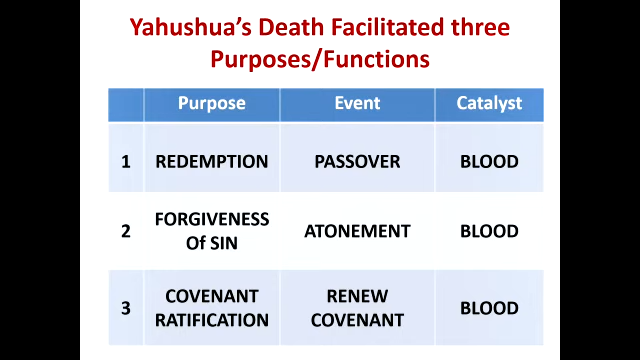 Yahushua's Death Facilitated three
Purposes/Functions
Purpose Event Catalyst
1 REDEMPTION PASSOVER BLOOD
2 FORGIVENESS Of SIN ATONEMENT BLOOD
3 COVENANT RATIFICATION RENEW COVENANT BLOOD